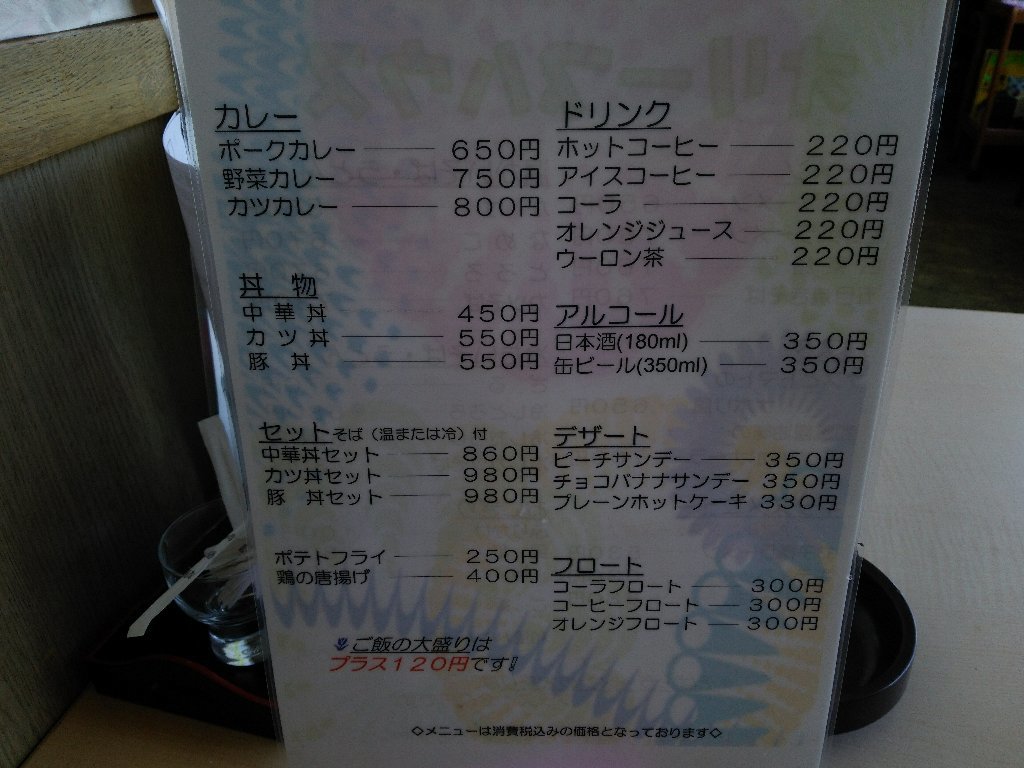 カレー
ポークカレー ――― 650円
野菜カレー ――― 750円
カツカレー ――― 800円
丼　物
中 華 丼 ――― 450円
カ ツ 丼 ――― 550円
豚　丼 ――― 550円
セットそば（温または冷）付
中華丼セット ――― 860円
カツ丼セット ――― 980円
豚　丼セット ――― 980円
ポテトフライ ――― 250円
鶏の唐揚げ ――― 400円
ご飯の大盛りは
プラス120円です!
ドリンク
ホットコーヒー ――― 220円
アイスコーヒー ――― 220円
コーラ ――― 220円
オレンジジュース ― 220円
ウーロン茶 ――― 220円
アルコール
日本酒(180ml) ――― 350円
缶ビール(350ml) ――― 350円
デザート
ピーチサンデー ―― 350円
チョコバナナサンデー 350円
プレーンホットケーキ 330円
フロート
コーラフロート ――― 300円
コーヒーフロート ―― 300円
オレンジフロート ―― 300円
◇メニューは消費税込みの価格となっております◇